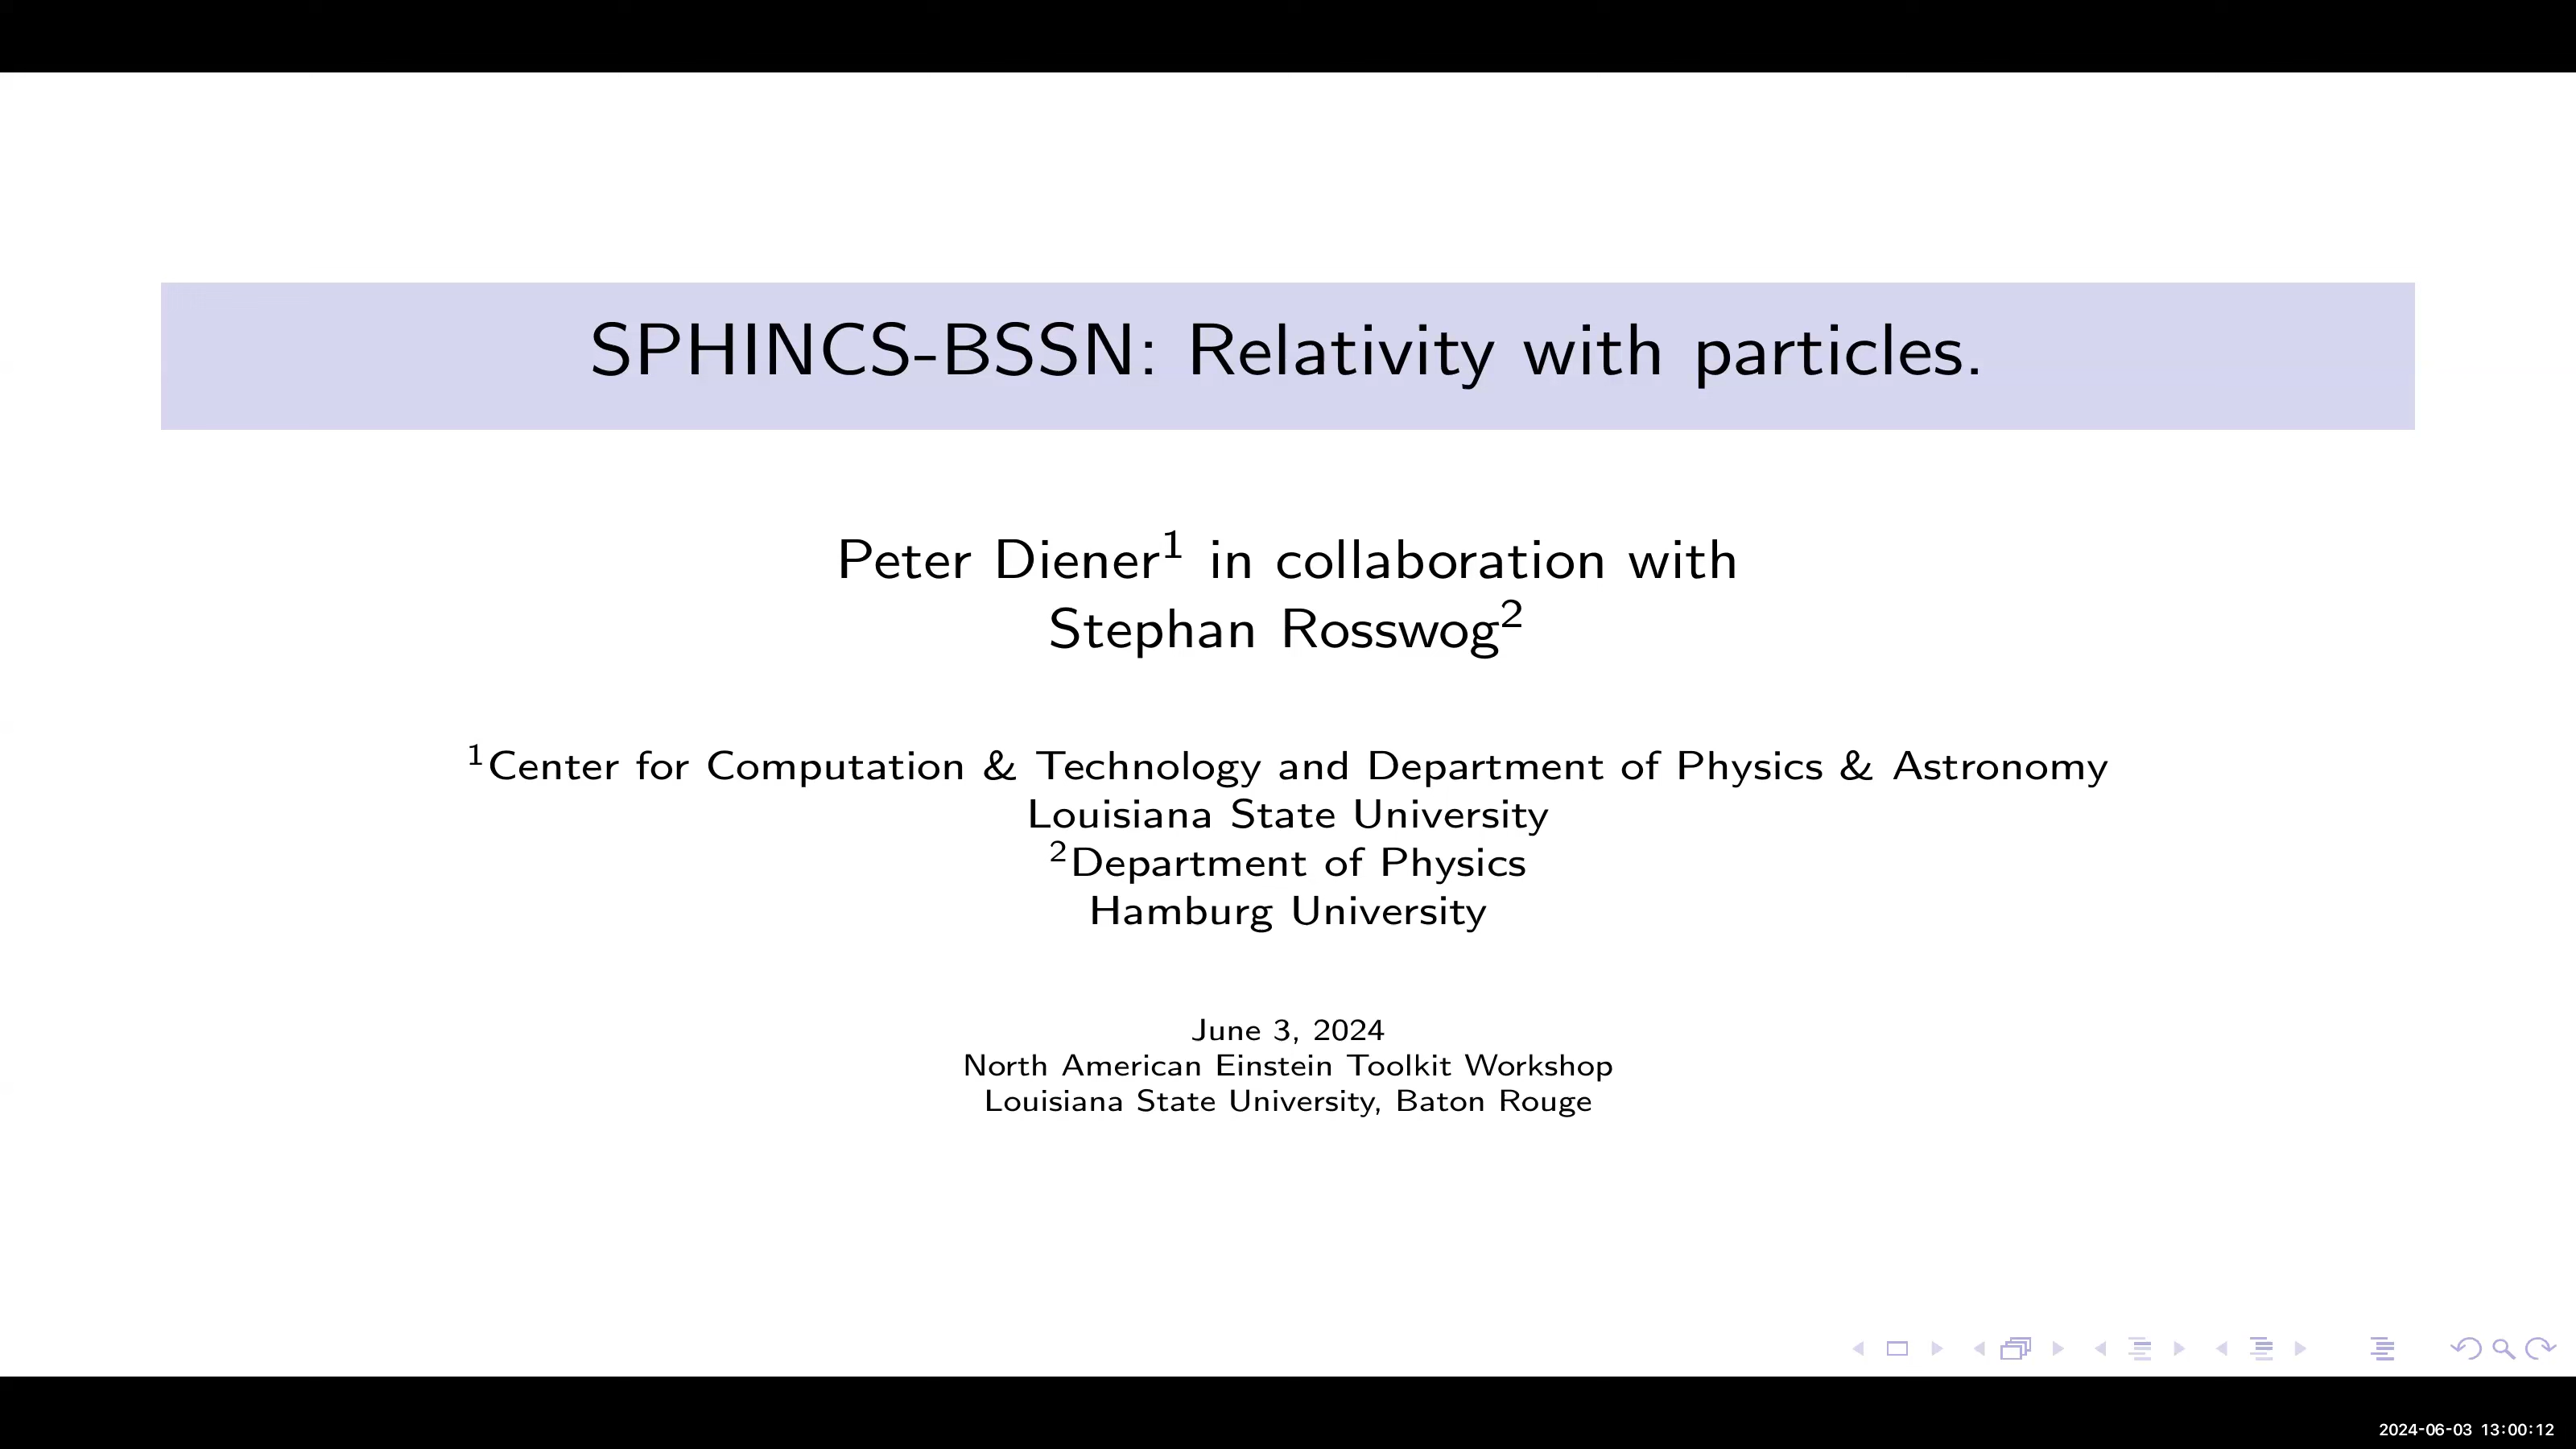 SPHINCS-BSSN: Relativity with particles.
Peter Diener¹ in collaboration with
Stephan Rosswog²
¹Center for Computation & Technology and Department of Physics & Astronomy
Louisiana State University
²Department of Physics
Hamburg University
June 3, 2024
North American Einstein Toolkit Workshop
Louisiana State University, Baton Rouge
2024-06-03 13:00:12